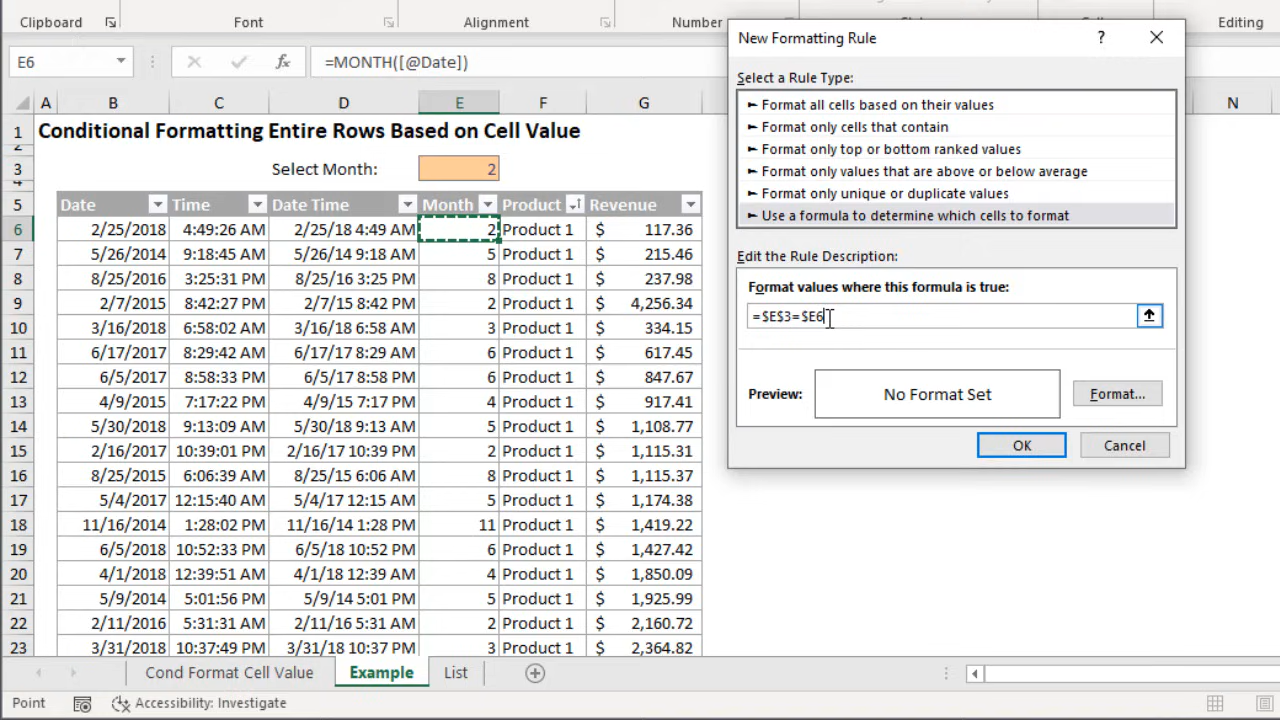 Clipboard Font Alignment Number Editing
E6 fx =MONTH([@Date])
A B C D E F G N
1 Conditional Formatting Entire Rows Based on Cell Value
2
3 Select Month: 2
4
5 Date Time Date Time Month Product Revenue
6 2/25/2018 4:49:26 AM 2/25/18 4:49 AM 2 Product 1 $ 117.36
7 5/26/2014 9:18:45 AM 5/26/14 9:18 AM 5 Product 1 $ 215.46
8 8/25/2016 3:25:31 PM 8/25/16 3:25 PM 8 Product 1 $ 237.98
9 2/7/2015 8:42:27 PM 2/7/15 8:42 PM 2 Product 1 $ 4,256.34
10 3/16/2018 6:58:02 AM 3/16/18 6:58 AM 3 Product 1 $ 334.15
11 6/17/2017 8:29:42 AM 6/17/17 8:29 AM 6 Product 1 $ 617.45
12 6/5/2017 8:58:33 PM 6/5/17 8:58 PM 6 Product 1 $ 847.67
13 4/9/2015 7:17:22 PM 4/9/15 7:17 PM 4 Product 1 $ 917.41
14 5/30/2018 9:13:09 AM 5/30/18 9:13 AM 5 Product 1 $ 1,108.77
15 2/16/2017 10:39:01 PM 2/16/17 10:39 PM 2 Product 1 $ 1,115.31
16 8/25/2015 6:06:39 AM 8/25/15 6:06 AM 8 Product 1 $ 1,115.37
17 5/4/2017 12:15:40 AM 5/4/17 12:15 AM 5 Product 1 $ 1,174.38
18 11/16/2014 1:28:02 PM 11/16/14 1:28 PM 11 Product 1 $ 1,419.22
19 6/5/2018 10:52:33 PM 6/5/18 10:52 PM 6 Product 1 $ 1,427.42
20 4/1/2018 12:39:51 AM 4/1/18 12:39 AM 4 Product 1 $ 1,850.09
21 5/9/2014 5:01:56 PM 5/9/14 5:01 PM 5 Product 1 $ 1,925.99
22 2/11/2016 5:31:31 AM 2/11/16 5:31 AM 2 Product 1 $ 2,160.72
23 3/31/2018 10:37:49 PM 3/31/18 10:37 PM 3 Product 1 $ 2,364.82
Cond Format Cell Value Example List
Point Accessibility: Investigate
New Formatting Rule ?
Select a Rule Type:
► Format all cells based on their values
► Format only cells that contain
► Format only top or bottom ranked values
► Format only values that are above or below average
► Format only unique or duplicate values
► Use a formula to determine which cells to format
Edit the Rule Description:
Format values where this formula is true:
=$E$3=$E6
Preview: No Format Set Format...
OK Cancel